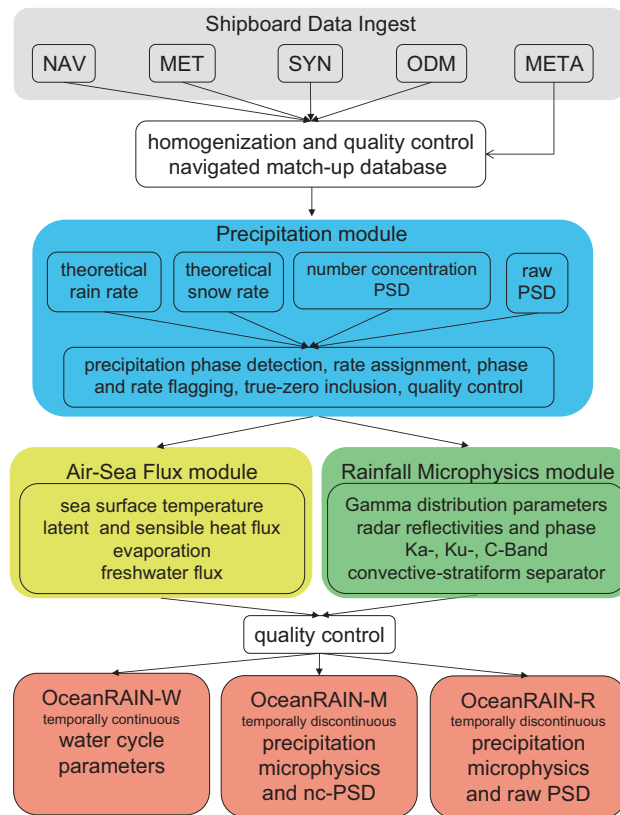 Shipboard Data Ingest
NAV
MET
SYN
ODM
META
homogenization and quality control
navigated match-up database
Precipitation module
theoretical
rain rate
theoretical
snow rate
number concentration
PSD
raw
PSD
precipitation phase detection, rate assignment, phase
and rate flagging, true-zero inclusion, quality control
Air-Sea Flux module
sea surface temperature
latent and sensible heat flux
evaporation
freshwater flux
Rainfall Microphysics module
Gamma distribution parameters
radar reflectivities and phase
Ka-, Ku-, C-Band
convective-stratiform separator
quality control
OceanRAIN-W
temporally continuous
water cycle
parameters
OceanRAIN-M
temporally discontinuous
precipitation
microphysics
and nc-PSD
OceanRAIN-R
temporally discontinuous
precipitation
microphysics
and raw PSD